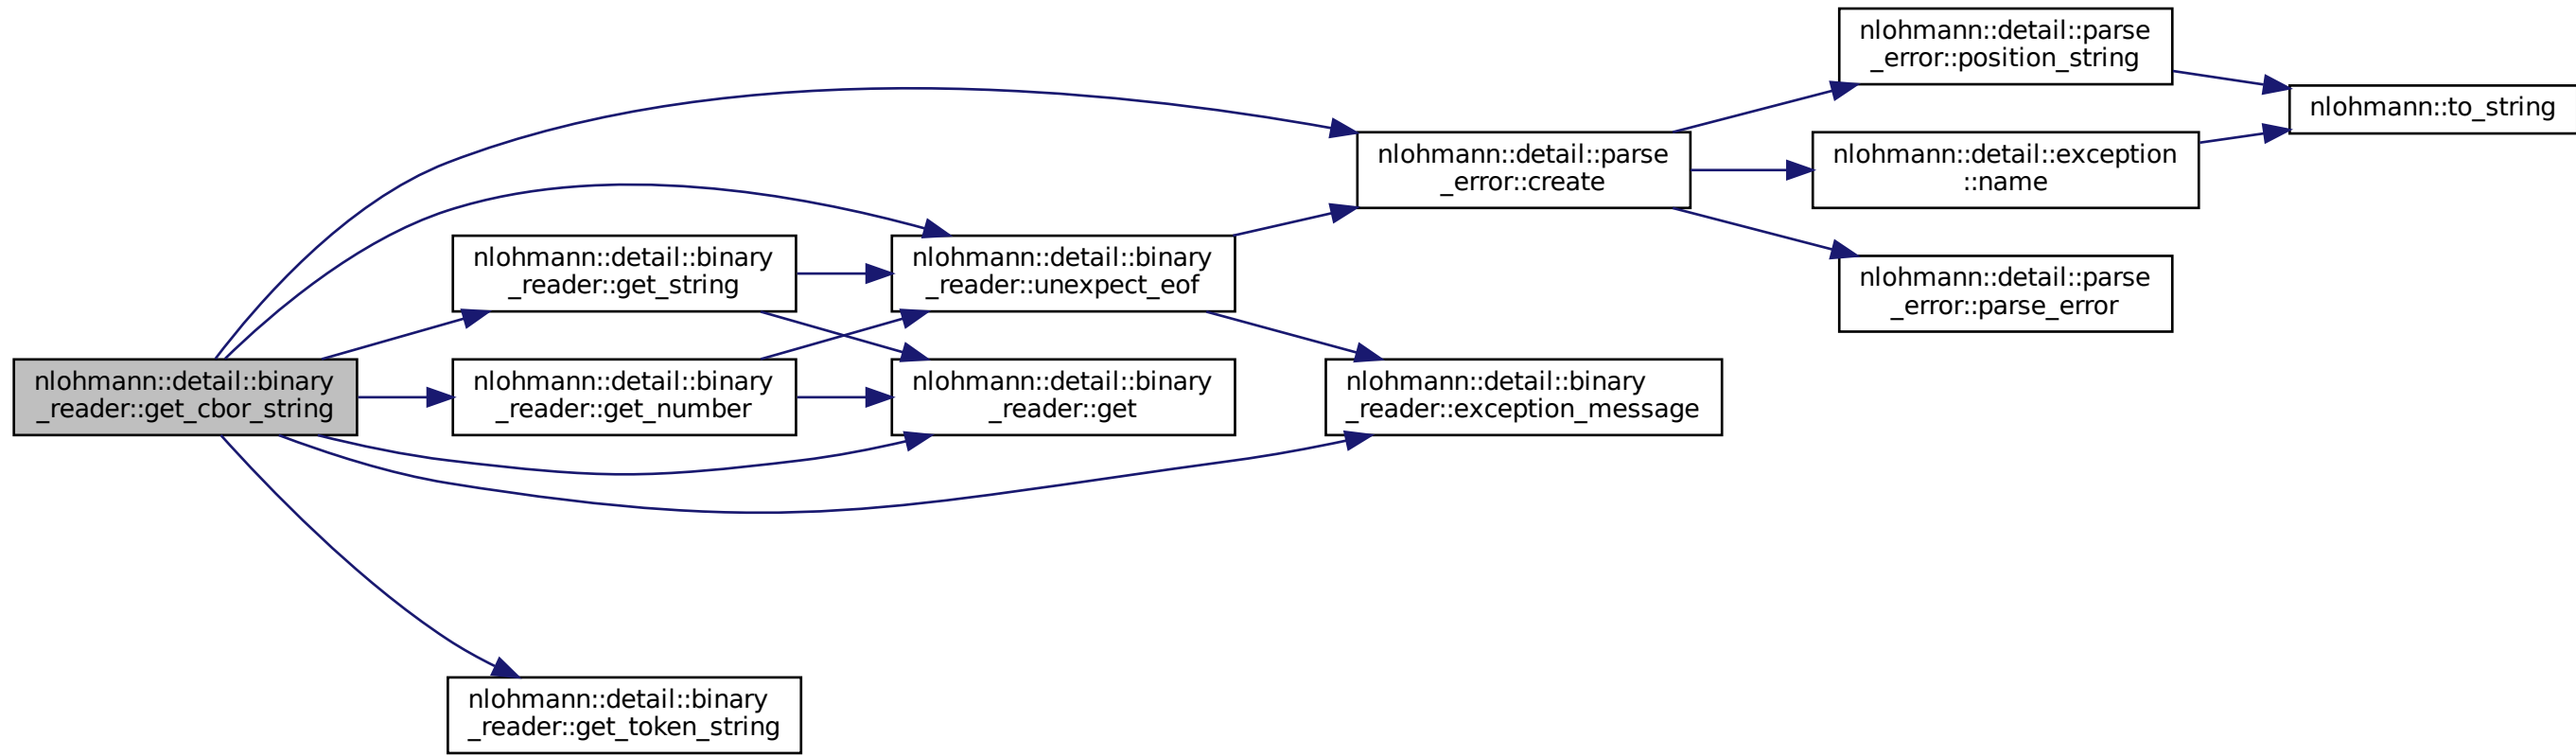 nlohmann::detail::parse
_error::position_string
nlohmann::to_string
nlohmann::detail::parse
_error::create
nlohmann::detail::exception
::name
nlohmann::detail::binary
_reader::get_string
nlohmann::detail::binary
_reader::unexpect_eof
nlohmann::detail::parse
_error::parse_error
nlohmann::detail::binary
_reader::get_cbor_string
nlohmann::detail::binary
_reader::get_number
nlohmann::detail::binary
_reader::get
nlohmann::detail::binary
_reader::exception_message
nlohmann::detail::binary
_reader::get_token_string